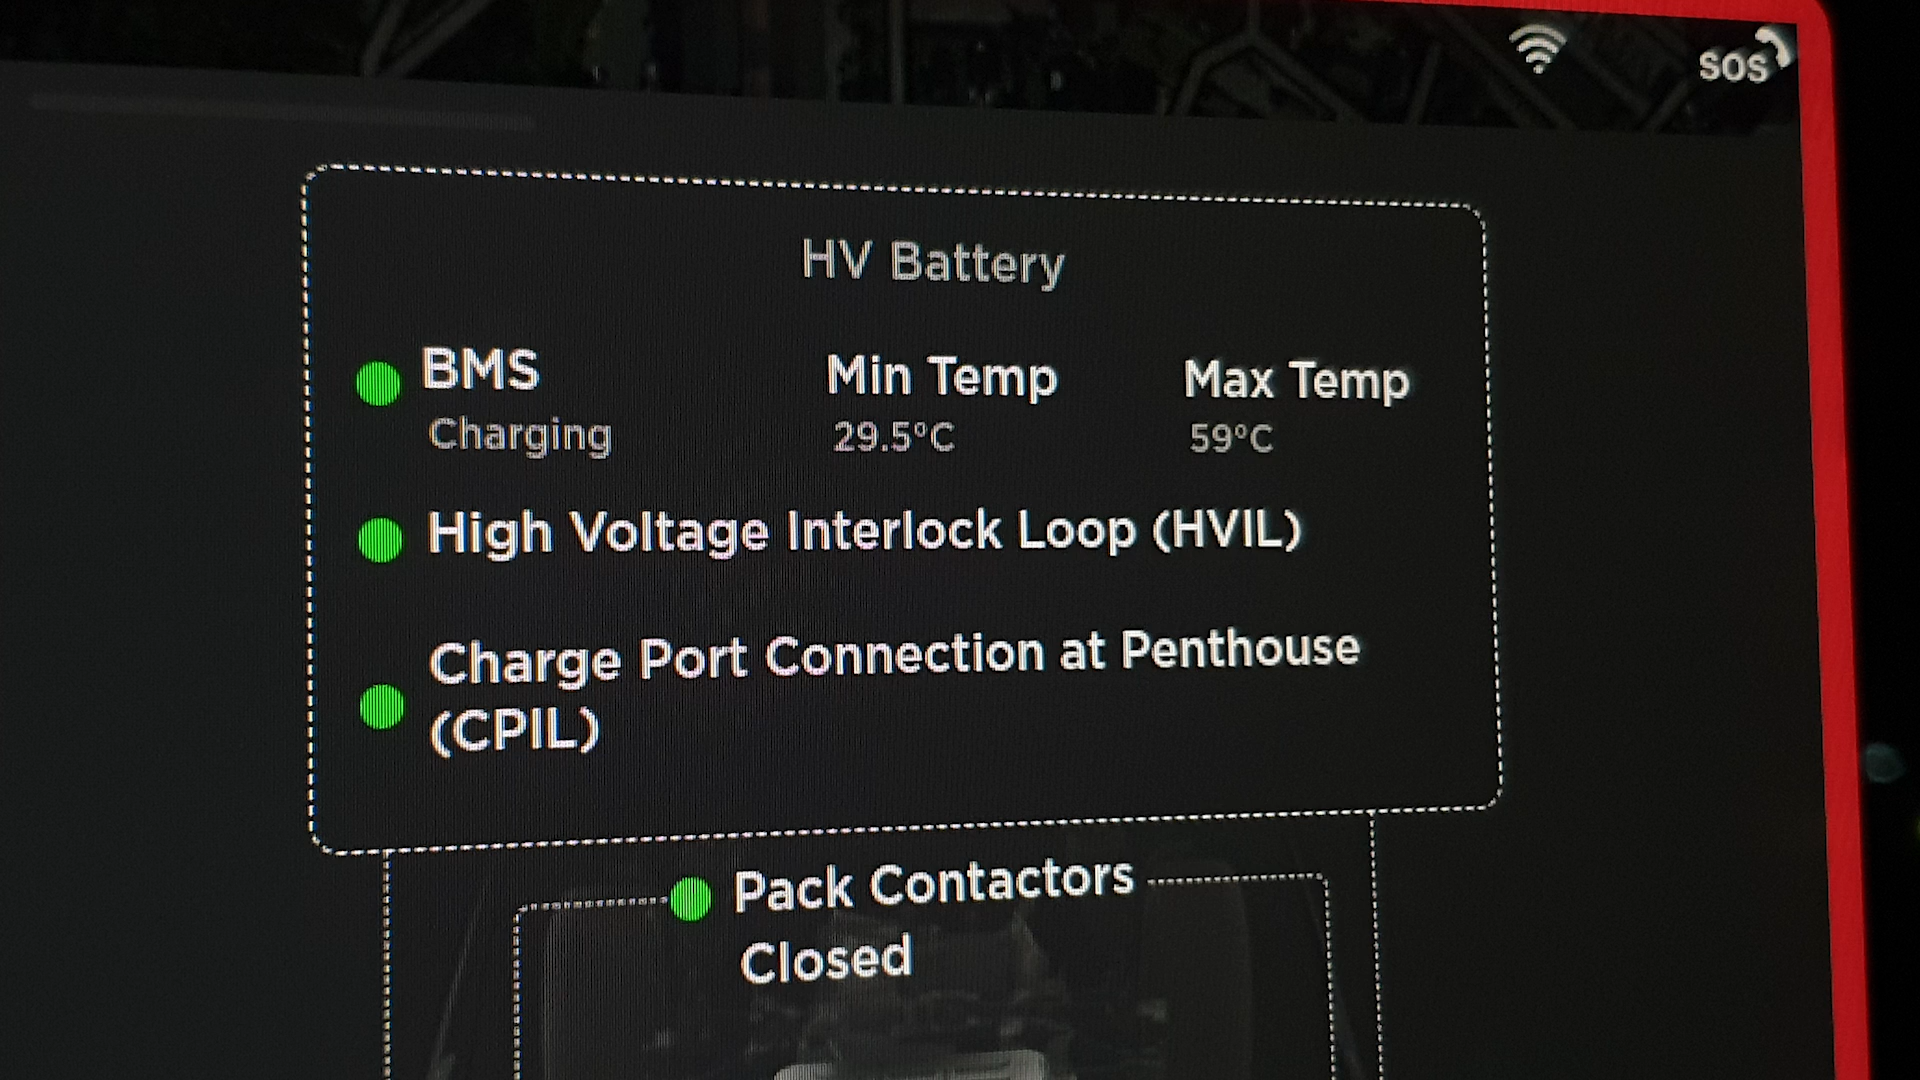 SOS
HV Battery
BMS Min Temp Max Temp
Charging 29.5°C 59°C
High Voltage Interlock Loop (HVIL)
Charge Port Connection at Penthouse
(CPIL)
Pack Contactors
Closed